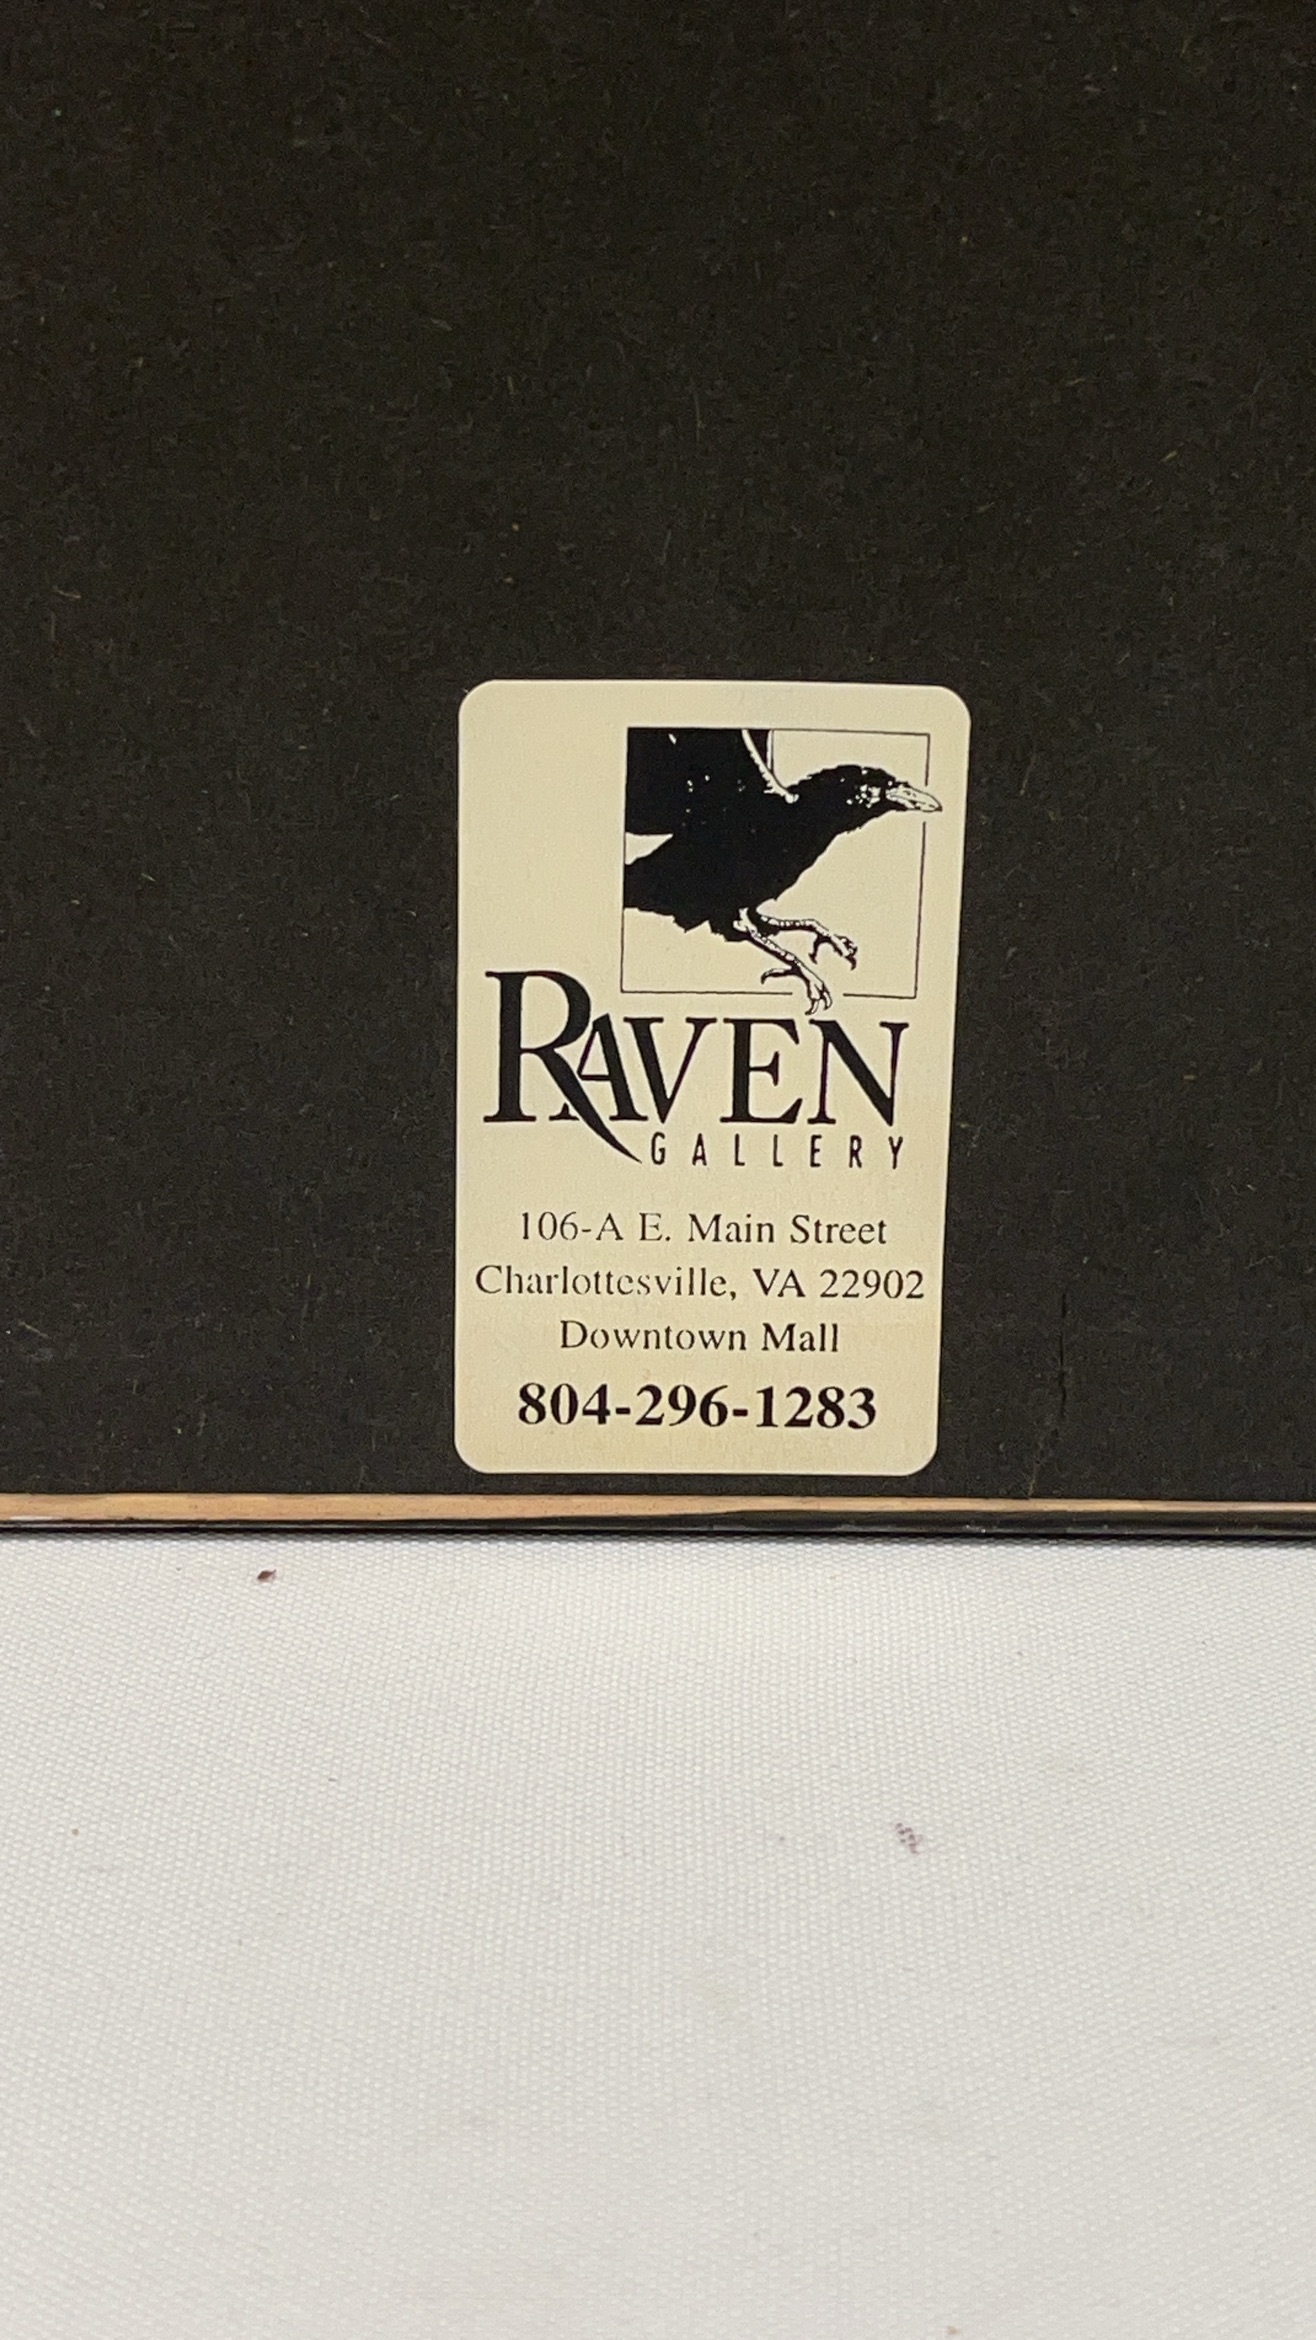 RAVEN
GALLERY
106-A E. Main Street
Charlottesville, VA 22902
Downtown Mall
804-296-1283